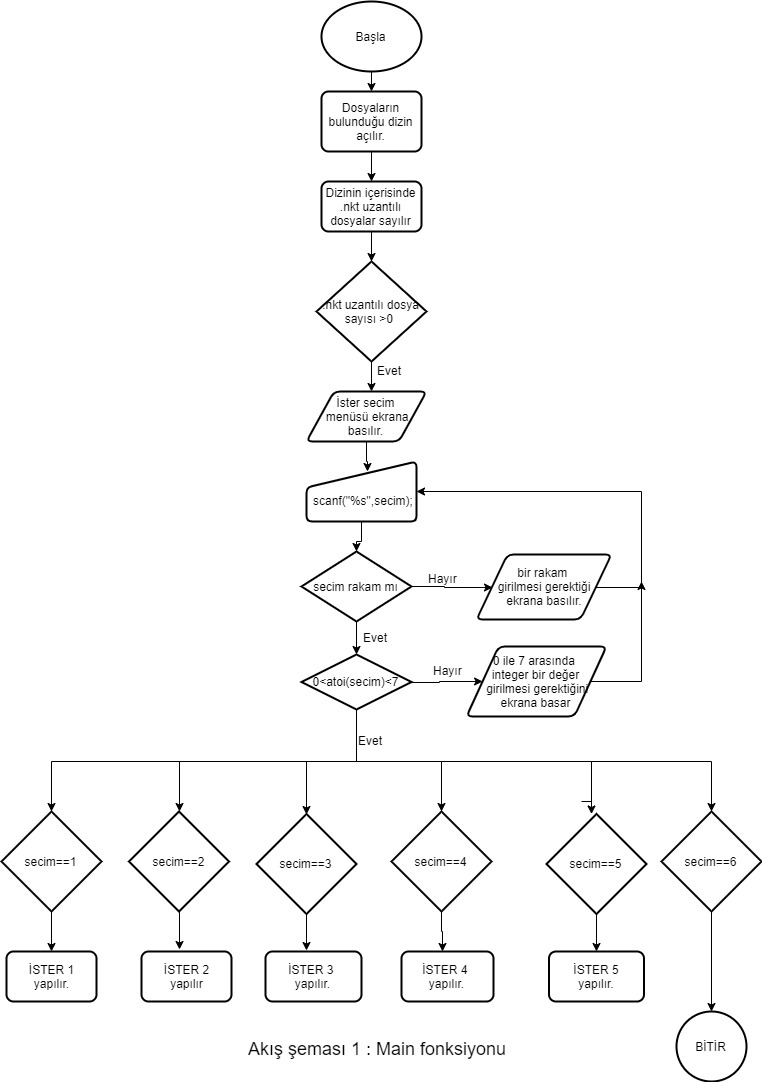 Başla
Dosyaların
bulunduğu dizin
açılır.
Dizinin içerisinde
.nkt uzantılı
dosyalar sayılır
.nkt uzantılı dosya
sayısı >0
Evet
İster secim
menüsü ekrana
basılır.
scanf("%s",secim);
secim rakam mı
Hayır
bir rakam
girilmesi gerektiği
ekrana basılır.
Evet
0<atoi(secim)<7
Hayır
0 ile 7 arasında
integer bir değer
girilmesi gerektiğini
ekrana basar
Evet
secim==1
secim==2
secim==3
secim==4
secim==5
secim==6
İSTER 1
yapılır.
İSTER 2
yapılır
İSTER 3
yapılır.
İSTER 4
yapılır.
İSTER 5
yapılır.
BİTİR
Akış şeması 1 : Main fonksiyonu